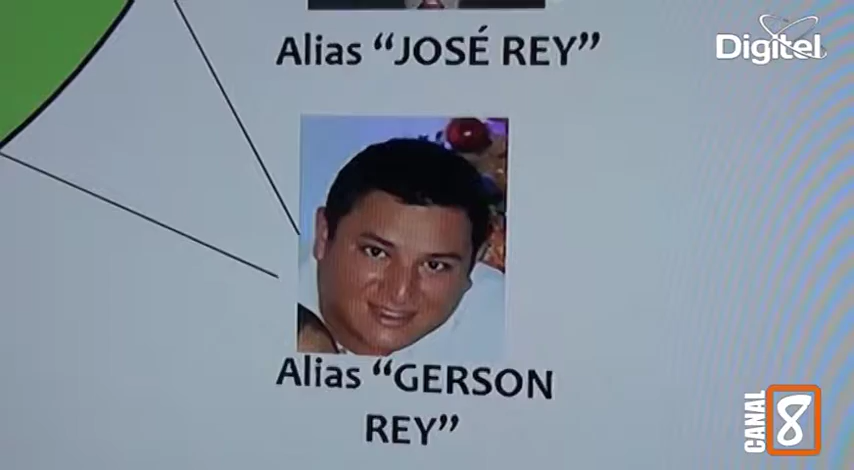 Alias “JOSÉ REY”
Digitel
Alias “GERSON
REY”
CANAL
8